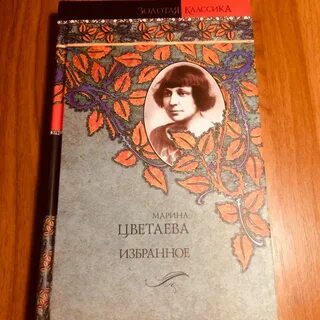 ЗОЛОТАЯ КЛАССИКА
МАРИНА
ЦВЕТАЕВА
ИЗБРАННОЕ